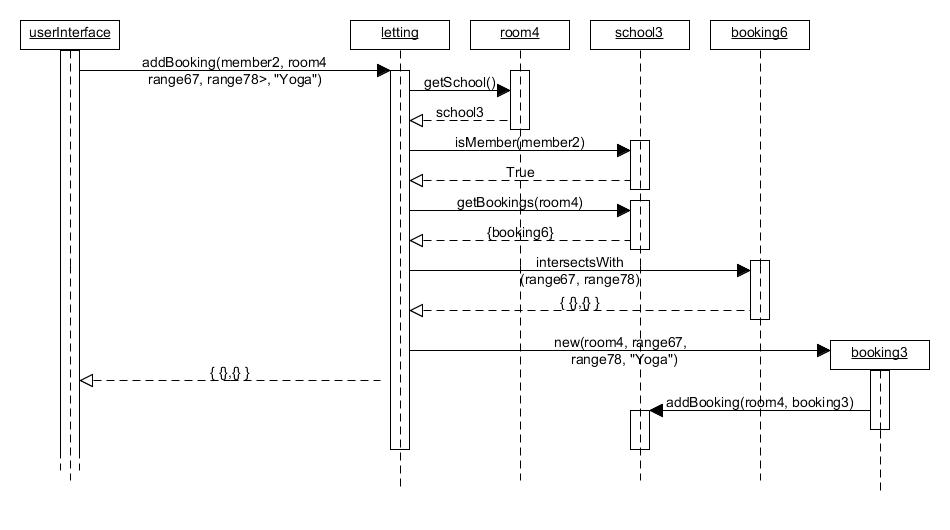 userInterface
letting
room4
school3
booking6
addBooking(member2, room4
range67, range78>, "Yoga")
getSchool()
school3
isMember(member2)
True
getBookings(room4)
{booking6}
intersectsWith
(range67, range78)
{ {},{} }
new(room4, range67,
range78, "Yoga")
booking3
{ {},{} }
addBooking(room4, booking3)